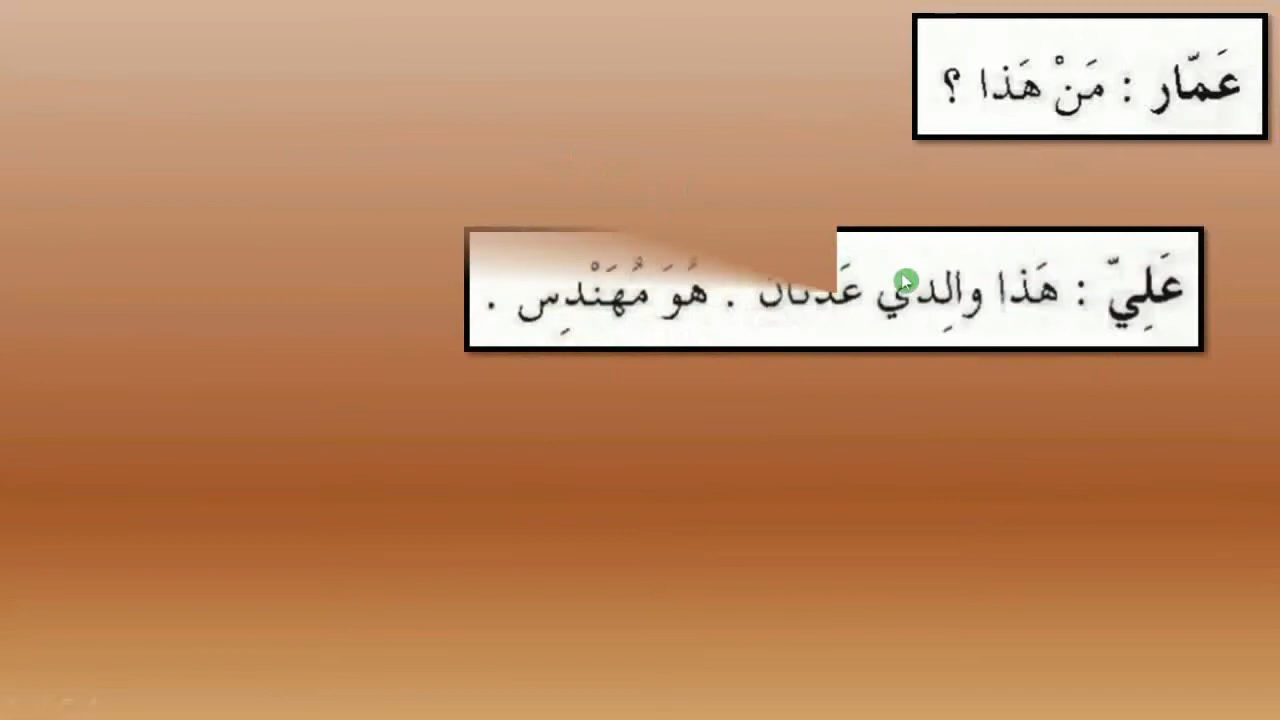 عَمّار : مَنْ هَذا ؟
عَلِيّ : هَذا والِدي عَدْنان . هُوَ مُهَنْدِس .